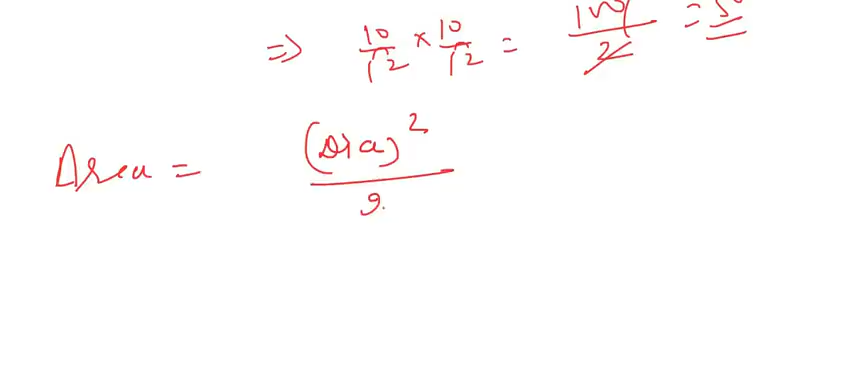 ⇒ 10/√2 × 10/√2 = 100/2 = 50
Area = (Dia)²/2